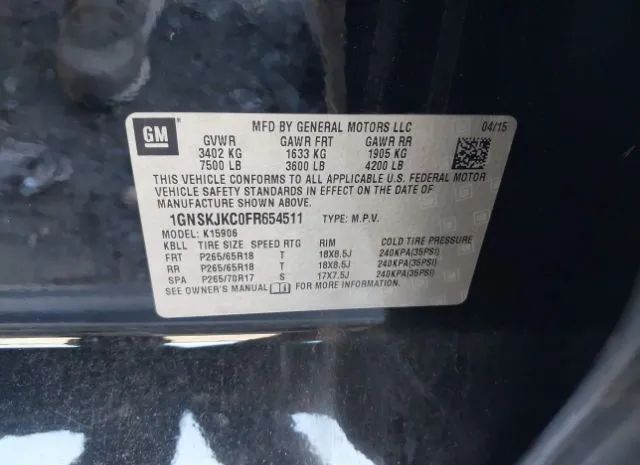 GM
MFD BY GENERAL MOTORS LLC 04/15
GVWR GAWR FRT GAWR RR
3402 KG 1633 KG 1905 KG
7500 LB 3600 LB 4200 LB
THIS VEHICLE CONFORMS TO ALL APPLICABLE U.S. FEDERAL MOTOR
VEHICLE SAFETY STANDARDS IN EFFECT ON THE DATE OF
MANUFACTURE SHOWN ABOVE.
1GNSKJKC0FR654511 TYPE: M.P.V.
MODEL: K15906
KBLL TIRE SIZE SPEED RTG RIM COLD TIRE PRESSURE
FRT P265/65R18 T 18X8.5J 240KPA(35PSI)
RR P265/65R18 T 18X8.5J 240KPA(35PSI)
SPA P265/70R17 S 17X7.5J 240KPA(35PSI)
SEE OWNER'S MANUAL FOR MORE INFORMATION.